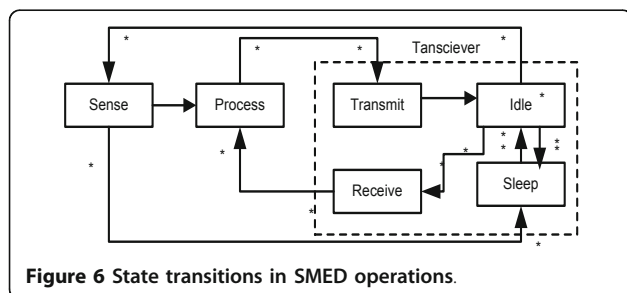 * *
* * Tansciever
Sense Process Transmit Idle *
* * * * * *
* *
Receive Sleep
*
*
Figure 6 State transitions in SMED operations.